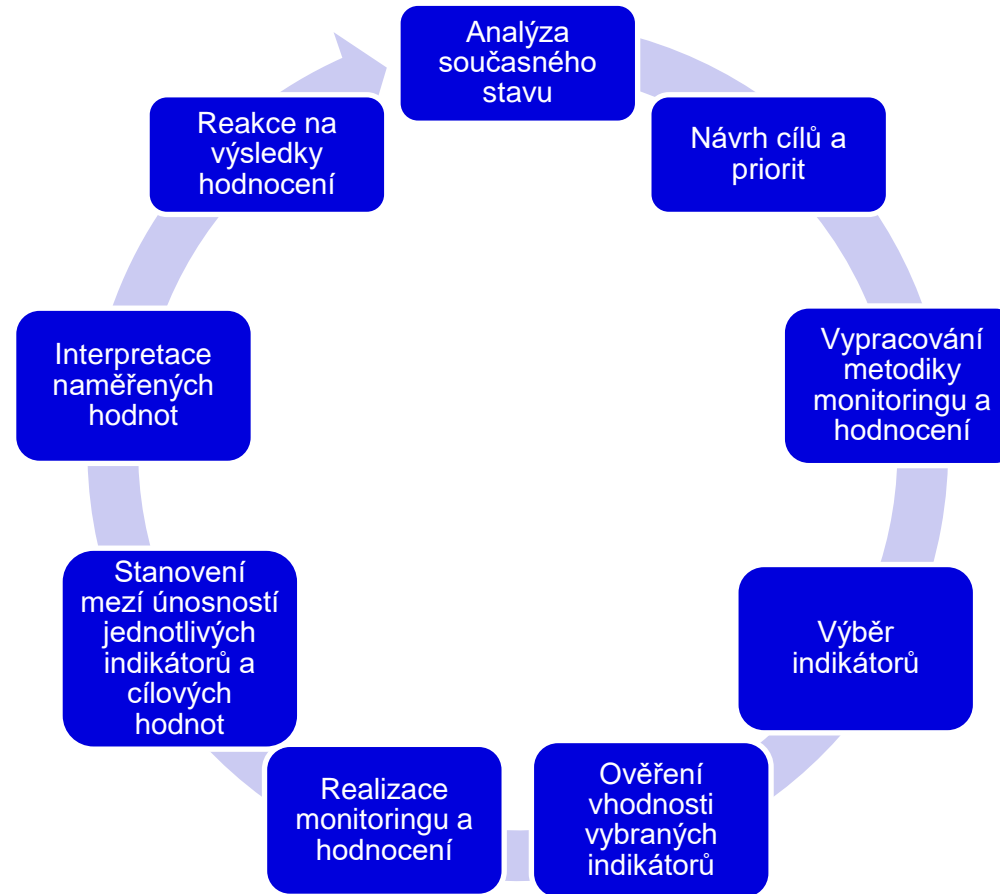 Analýza
současného
stavu
Návrh cílů a
priorit
Vypracování
metodiky
monitoringu a
hodnocení
Výběr
indikátorů
Ověření
vhodnosti
vybraných
indikátorů
Realizace
monitoringu a
hodnocení
Stanovení
mezí únosností
jednotlivých
indikátorů a
cílových
hodnot
Interpretace
naměřených
hodnot
Reakce na
výsledky
hodnocení